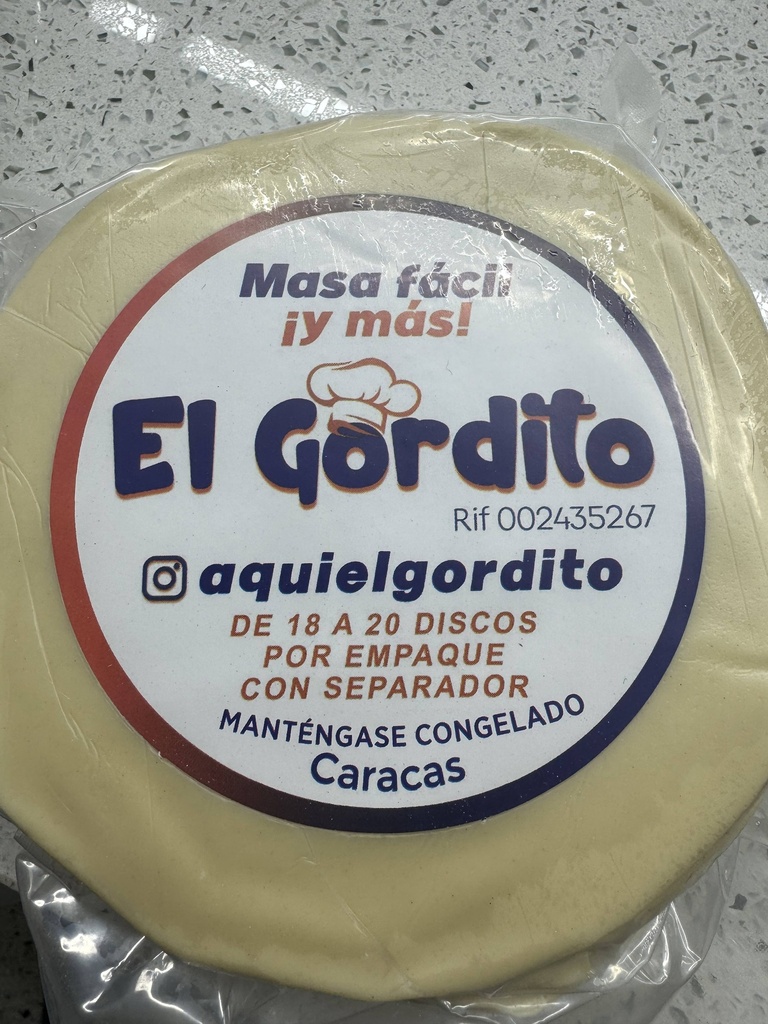 Masa fácil
¡y más!
El Gordito
Rif 002435267
aquielgordito
DE 18 A 20 DISCOS
POR EMPAQUE
CON SEPARADOR
MANTÉNGASE CONGELADO
Caracas